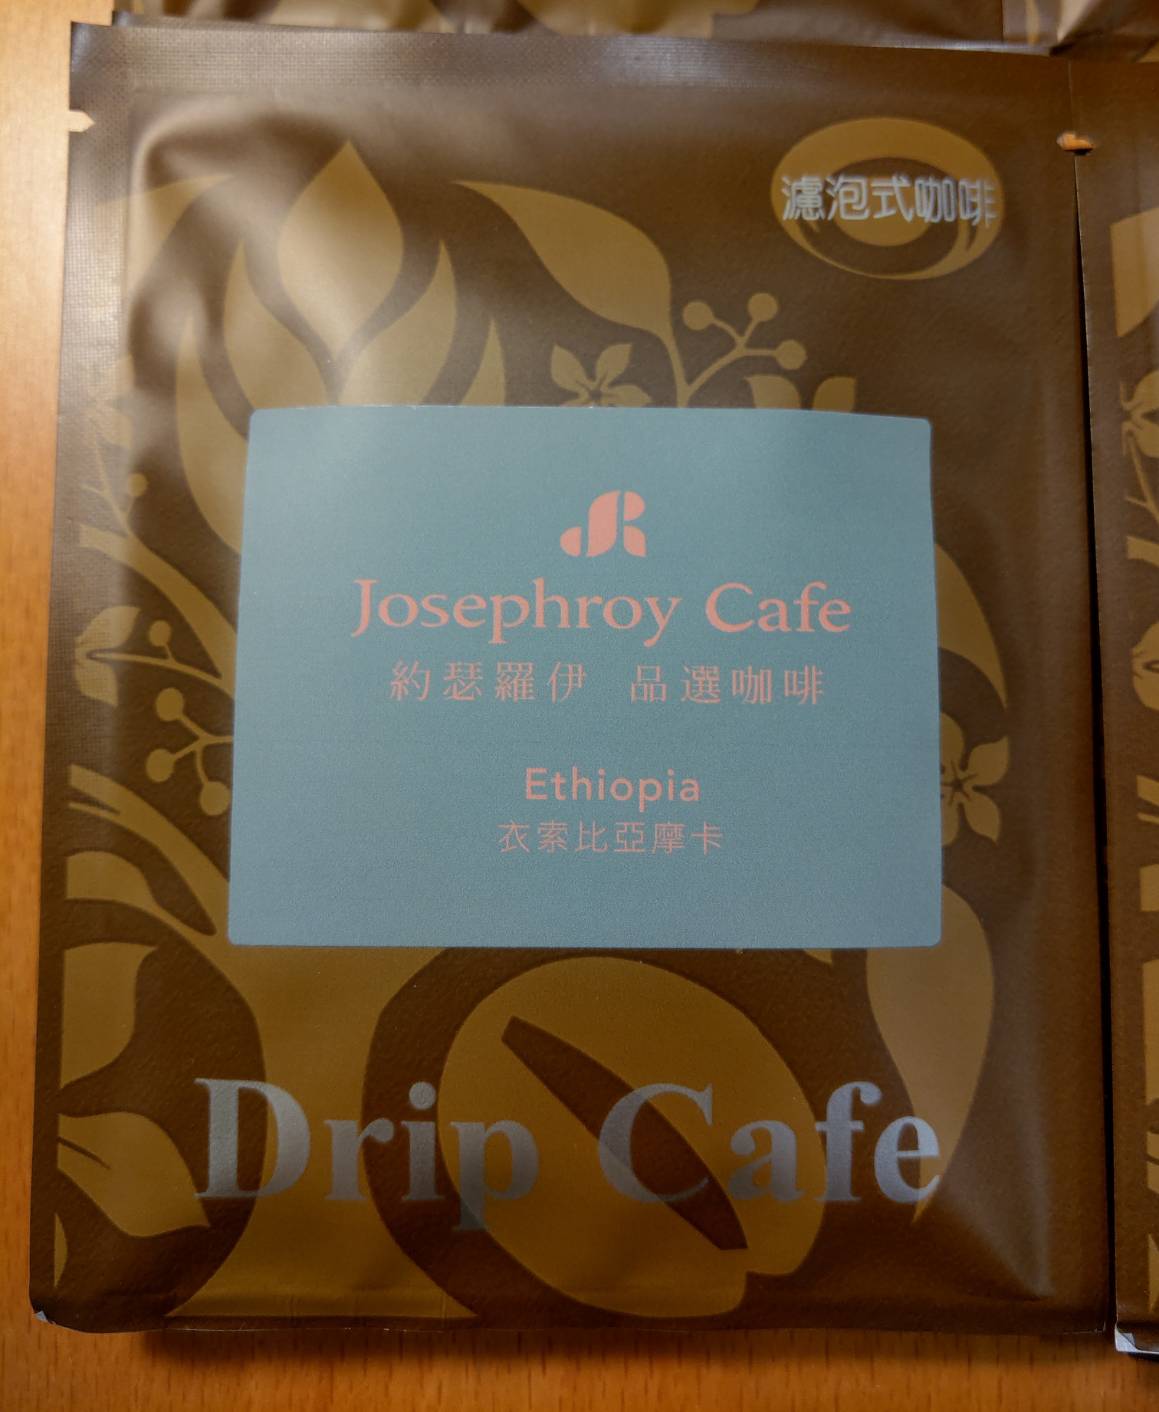 濾泡式咖啡
JR
Josephroy Cafe
約瑟羅伊 品選咖啡
Ethiopia
衣索比亞摩卡
Drip Cafe